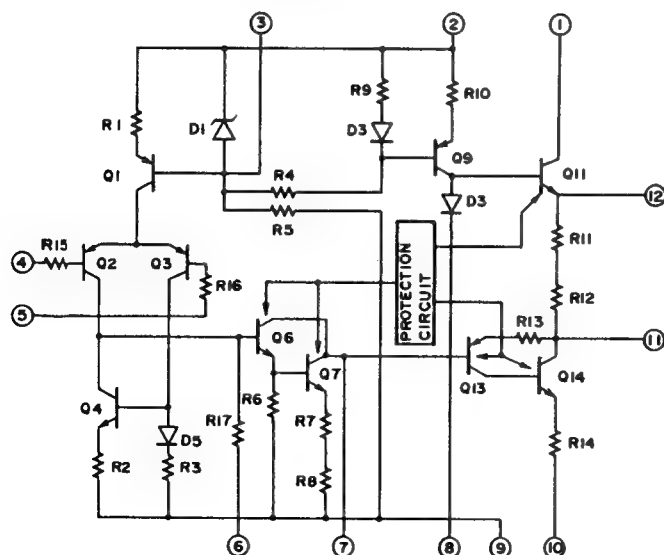 3 2 1
R9
R10
R1
D1
D3
Q1
Q9
Q11
R4
D3
12
R5
R15
R11
4
Q2
Q3
PROTECTION
CIRCUIT
R16
5
R12
R13
11
Q6
Q7
Q13
Q14
Q4
R6
R17
R7
D5
R14
R2
R3
R8
6 7 8 9 10